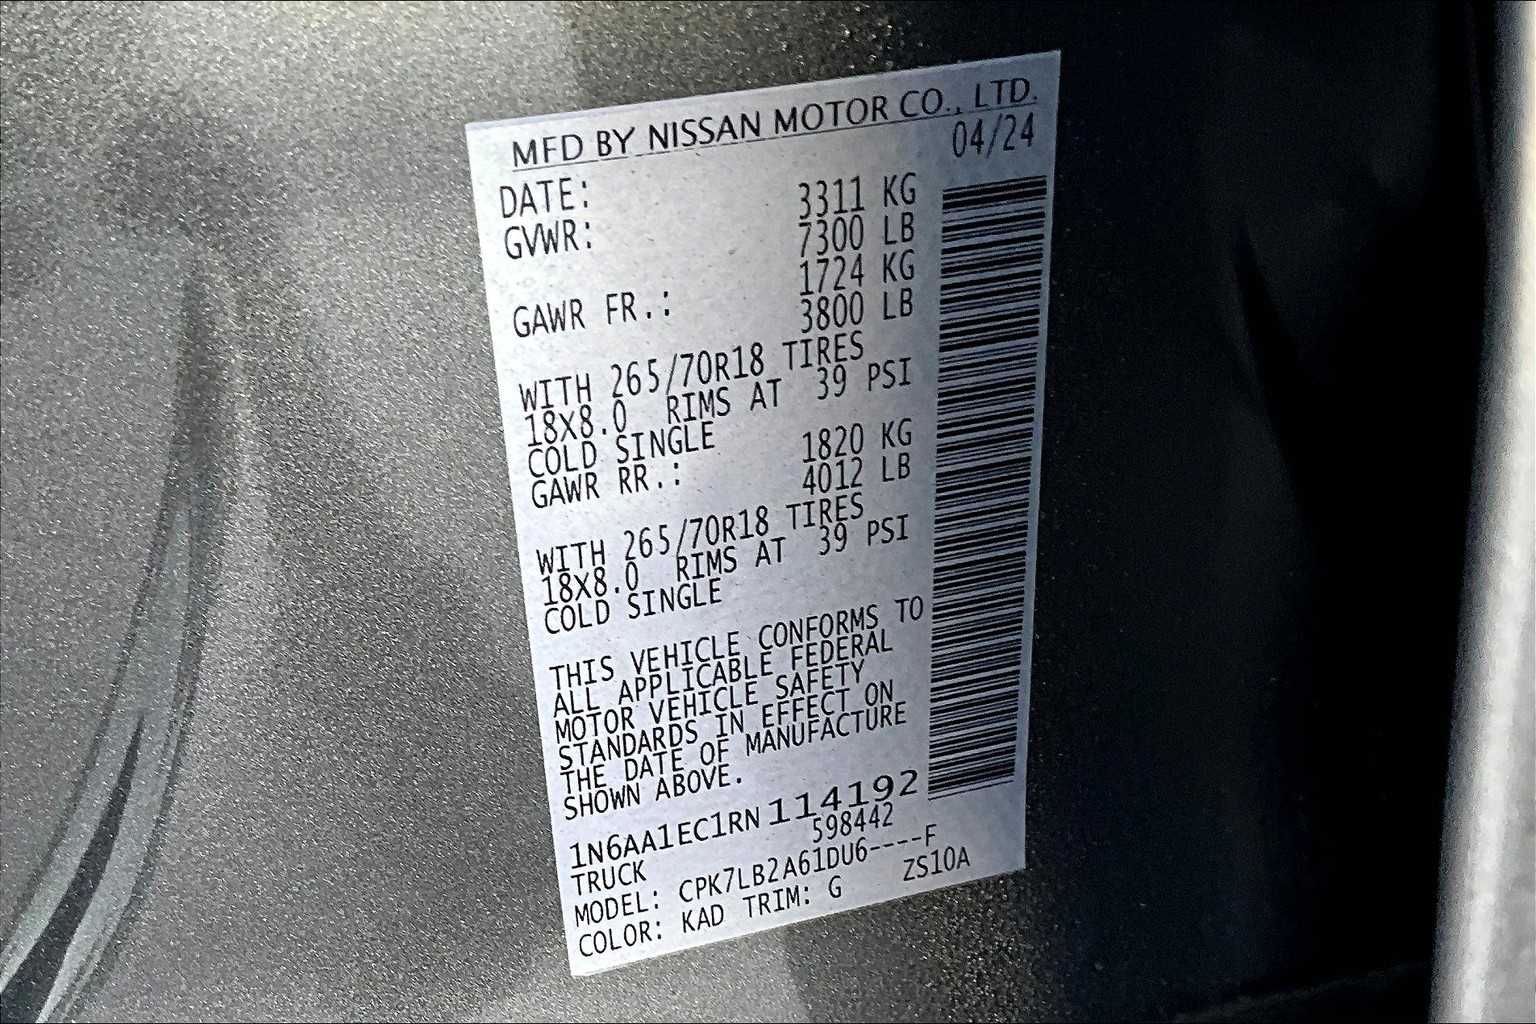 MFD BY NISSAN MOTOR CO., LTD.
DATE: 04/24
GVWR: 3311 KG
7300 LB
1724 KG
GAWR FR.: 3800 LB
WITH 265/70R18 TIRES
18X8.0 RIMS AT 39 PSI
COLD SINGLE
GAWR RR.: 1820 KG
4012 LB
WITH 265/70R18 TIRES
18X8.0 RIMS AT 39 PSI
COLD SINGLE
THIS VEHICLE CONFORMS TO
ALL APPLICABLE FEDERAL
MOTOR VEHICLE SAFETY
STANDARDS IN EFFECT ON
THE DATE OF MANUFACTURE
SHOWN ABOVE.
1N6AA1EC1RN114192
TRUCK 598442
MODEL: CPK7LB2A61DU6----F
COLOR: KAD TRIM: G ZS10A